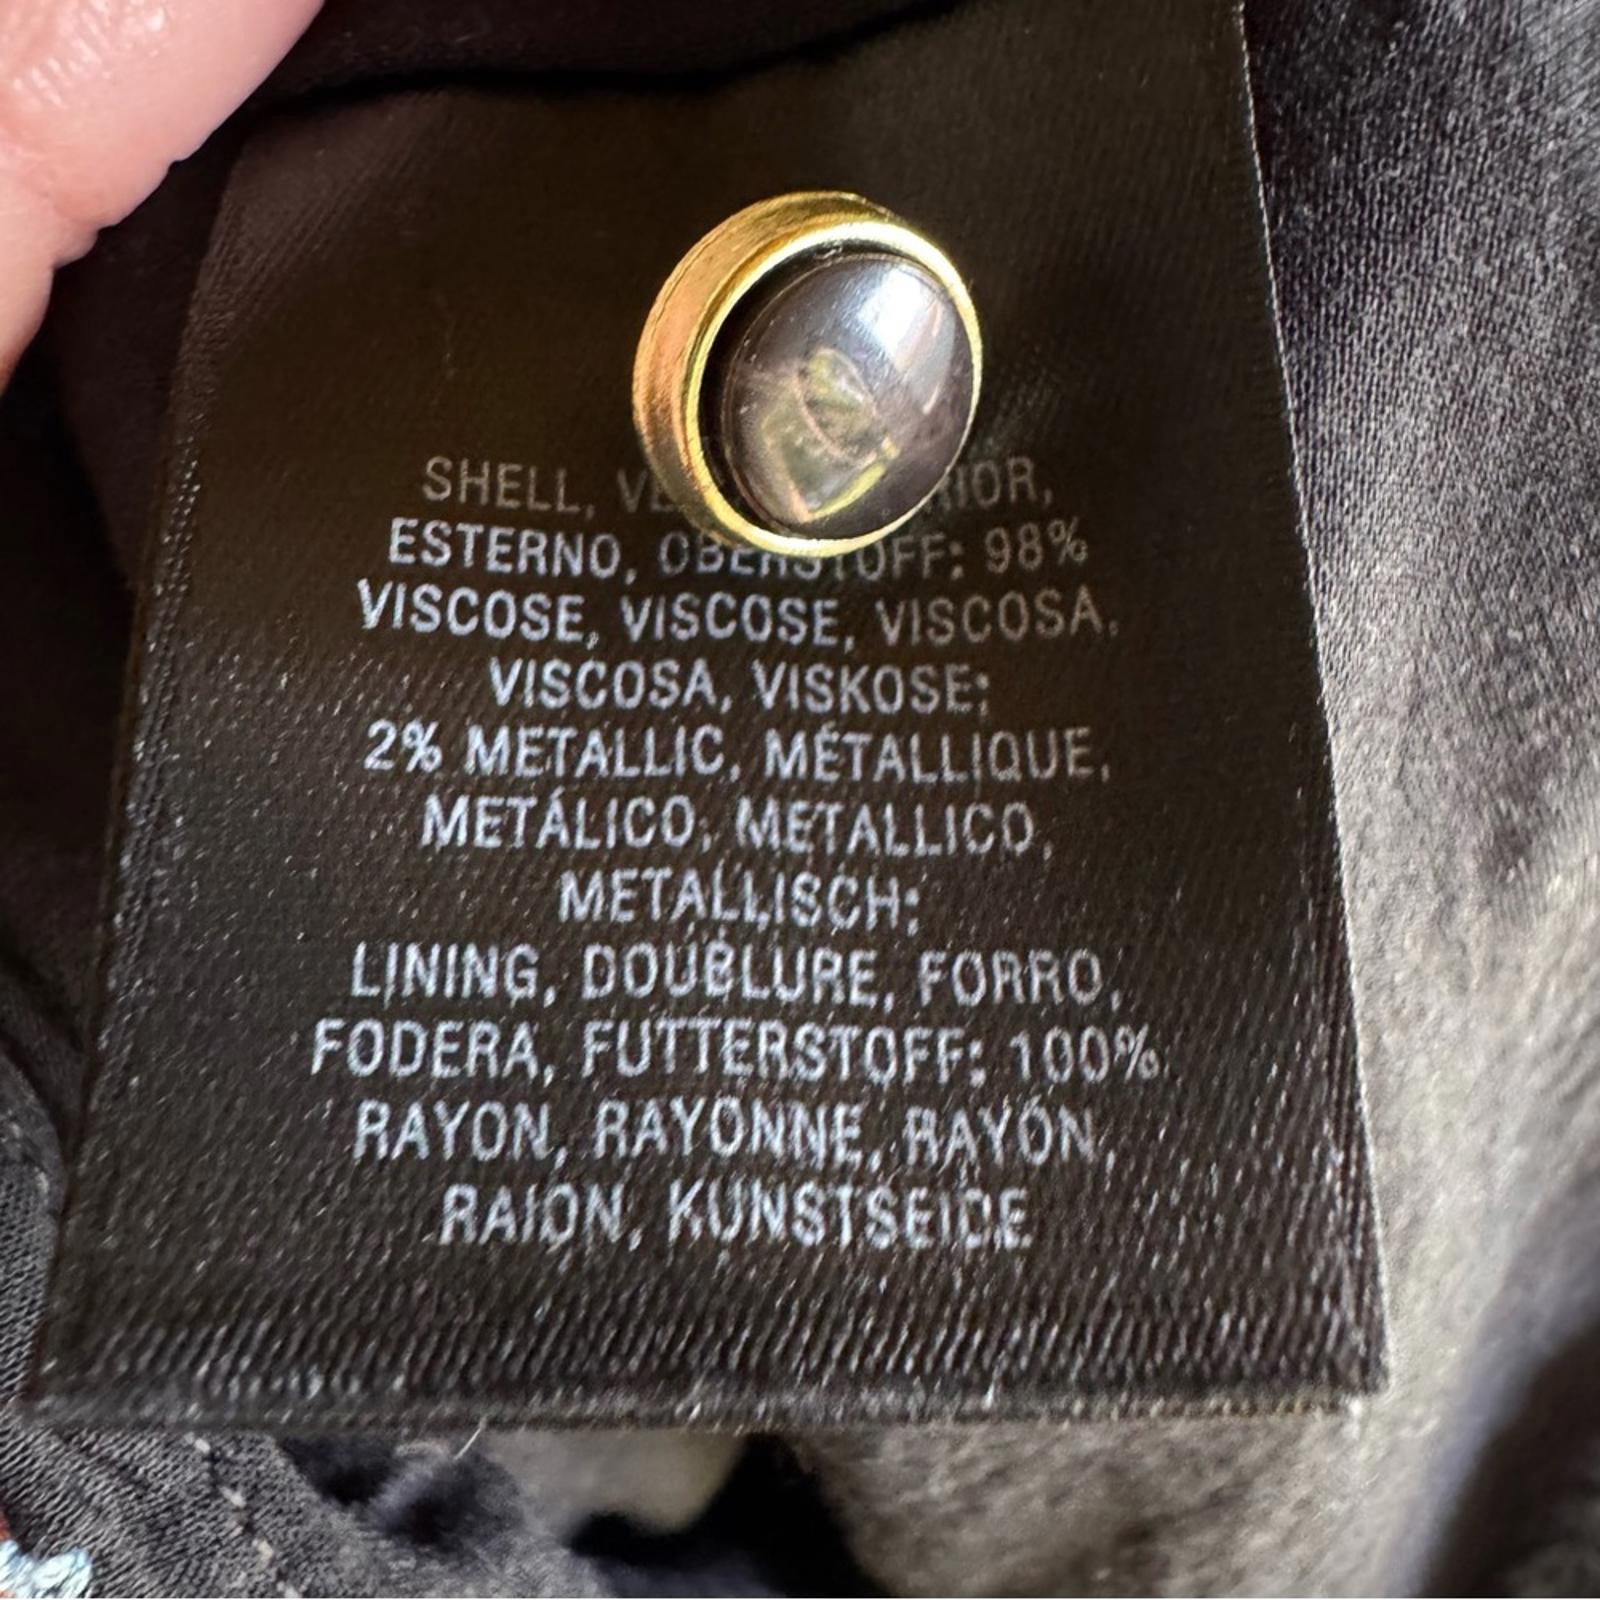 SHELL,
ESTERNO, OBERSTOFF: 98%
VISCOSE, VISCOSE, VISCOSA,
VISCOSA, VISKOSE;
2% METALLIC, MÉTALLIQUE,
METÁLICO, METALLICO,
METALLISCH;
LINING, DOUBLURE, FORRO,
FODERA, FUTTERSTOFF: 100%
RAYON, RAYONNE, RAYÓN,
RAION, KUNSTSEIDE